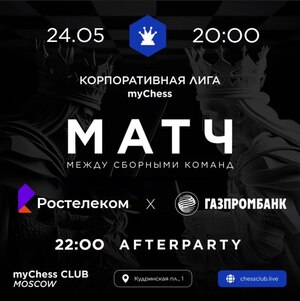 24.05 20:00
КОРПОРАТИВНАЯ ЛИГА
myChess
МАТЧ
МЕЖДУ СБОРНЫМИ КОМАНД
Ростелеком X ГАЗПРОМБАНК
22:00 AFTERPARTY
myChess CLUB
MOSCOW
Кудринская пл., 1
chessclub.live